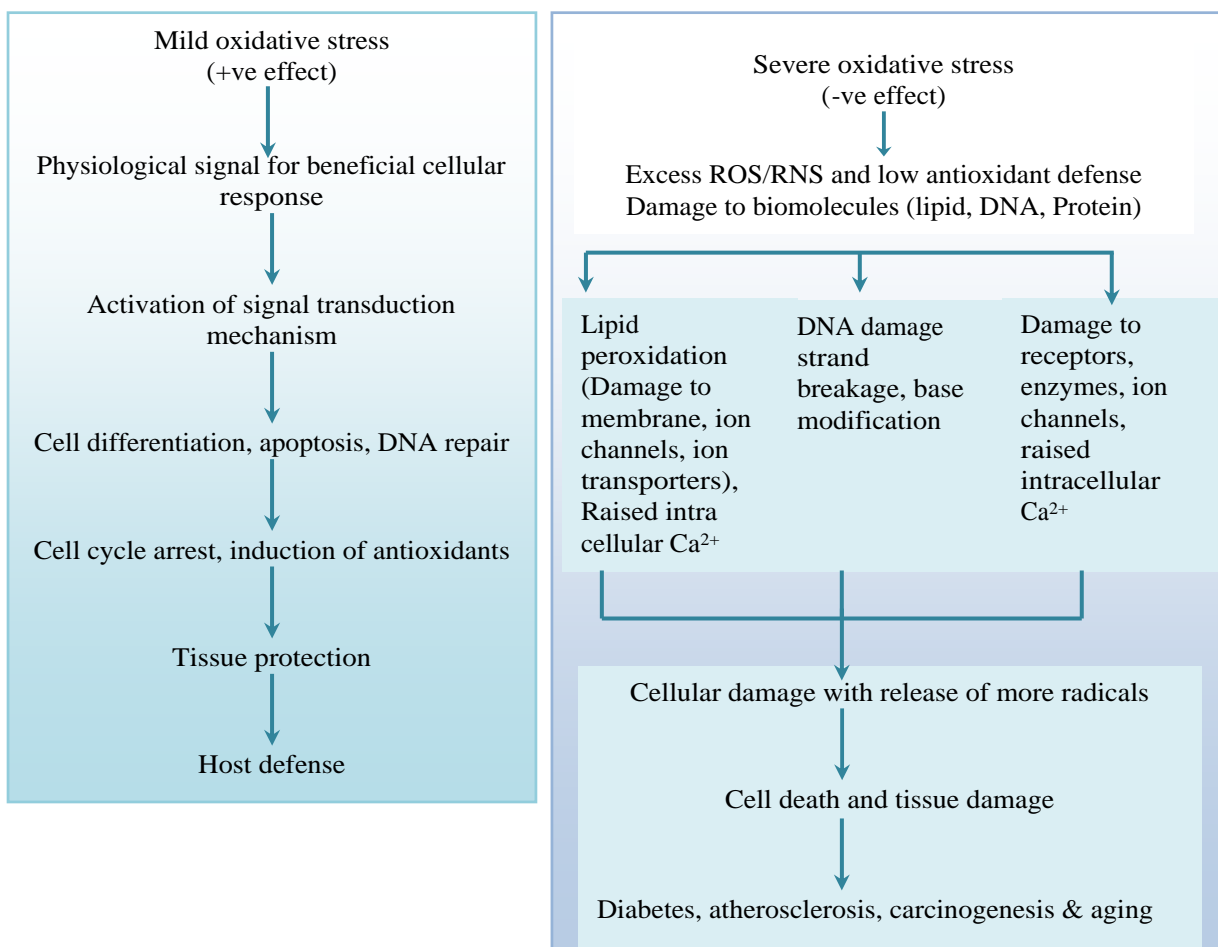 Mild oxidative stress
(+ve effect)
Physiological signal for beneficial cellular
response
Activation of signal transduction
mechanism
Cell differentiation, apoptosis, DNA repair
Cell cycle arrest, induction of antioxidants
Tissue protection
Host defense
Severe oxidative stress
(-ve effect)
Excess ROS/RNS and low antioxidant defense
Damage to biomolecules (lipid, DNA, Protein)
Lipid
peroxidation
(Damage to
membrane, ion
channels, ion
transporters),
Raised intra
cellular Ca²⁺
DNA damage
strand
breakage, base
modification
Damage to
receptors,
enzymes, ion
channels,
raised
intracellular
Ca²⁺
Cellular damage with release of more radicals
Cell death and tissue damage
Diabetes, atherosclerosis, carcinogenesis & aging